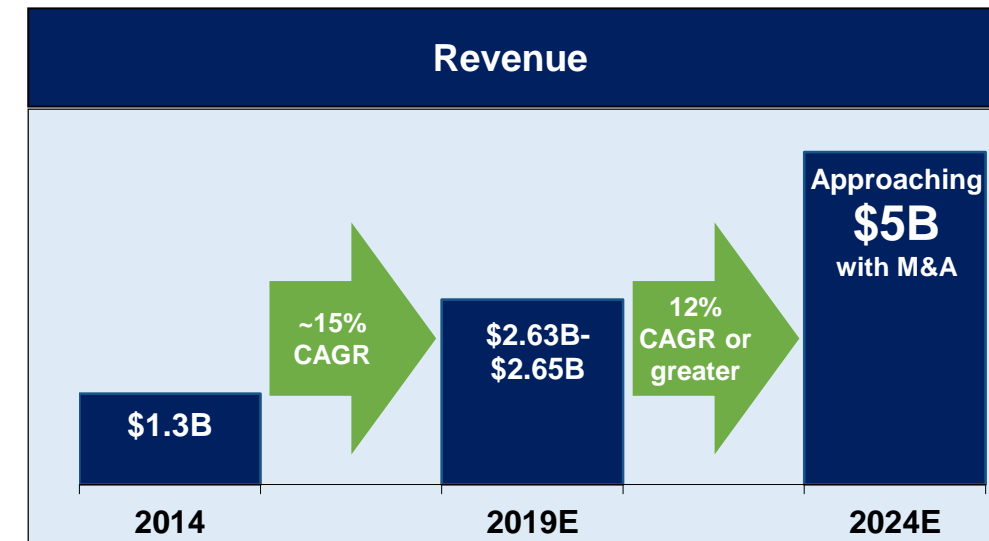 Revenue
Approaching
$5B
with M&A
~15%
CAGR
$2.63B-
$2.65B
12%
CAGR or
greater
$1.3B
2014
2019E
2024E